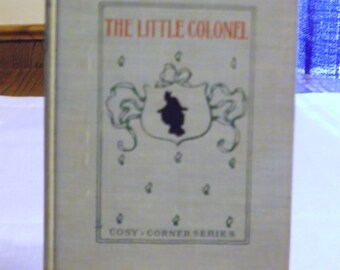 THE LITTLE COLONEL
COSY - CORNER SERIES